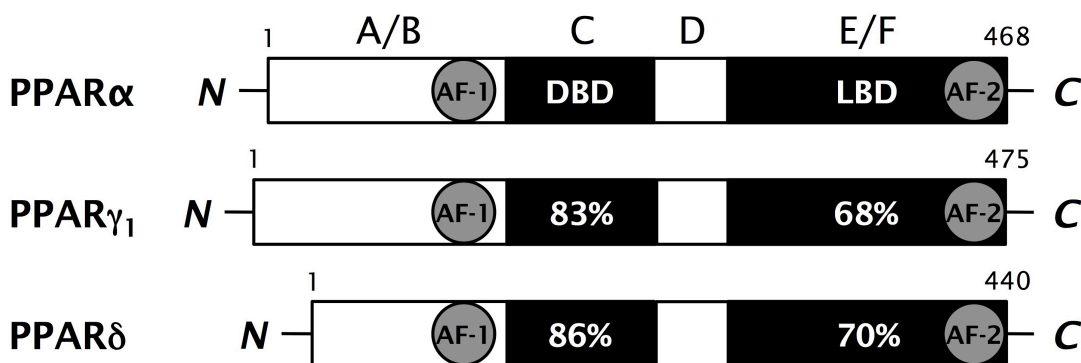 A/B C D E/F
1 468
PPARα N AF-1 DBD LBD AF-2 C
1 475
PPARγ1 N AF-1 83% 68% AF-2 C
1 440
PPARδ N AF-1 86% 70% AF-2 C